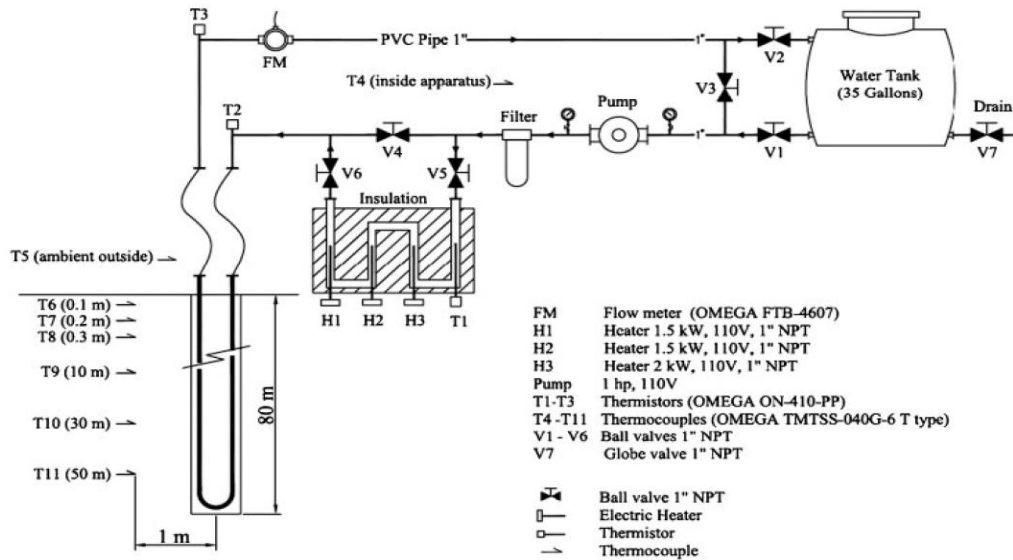 T3
FM
PVC Pipe 1"
1"
V2
T4 (inside apparatus)
V3
Water Tank
(35 Gallons)
T2
Filter
Pump
1"
V1
Drain
V7
V4
V6
V5
Insulation
T5 (ambient outside)
H1 H2 H3 T1
T6 (0.1 m)
T7 (0.2 m)
T8 (0.3 m)
T9 (10 m)
T10 (30 m)
T11 (50 m)
80 m
1 m
FM Flow meter (OMEGA FTB-4607)
H1 Heater 1.5 kW, 110V, 1" NPT
H2 Heater 1.5 kW, 110V, 1" NPT
H3 Heater 2 kW, 110V, 1" NPT
Pump 1 hp, 110V
T1-T3 Thermistors (OMEGA ON-410-PP)
T4 -T11 Thermocouples (OMEGA TMTSS-040G-6 T type)
V1 - V6 Ball valves 1" NPT
V7 Globe valve 1" NPT
Ball valve 1" NPT
Electric Heater
Thermistor
Thermocouple